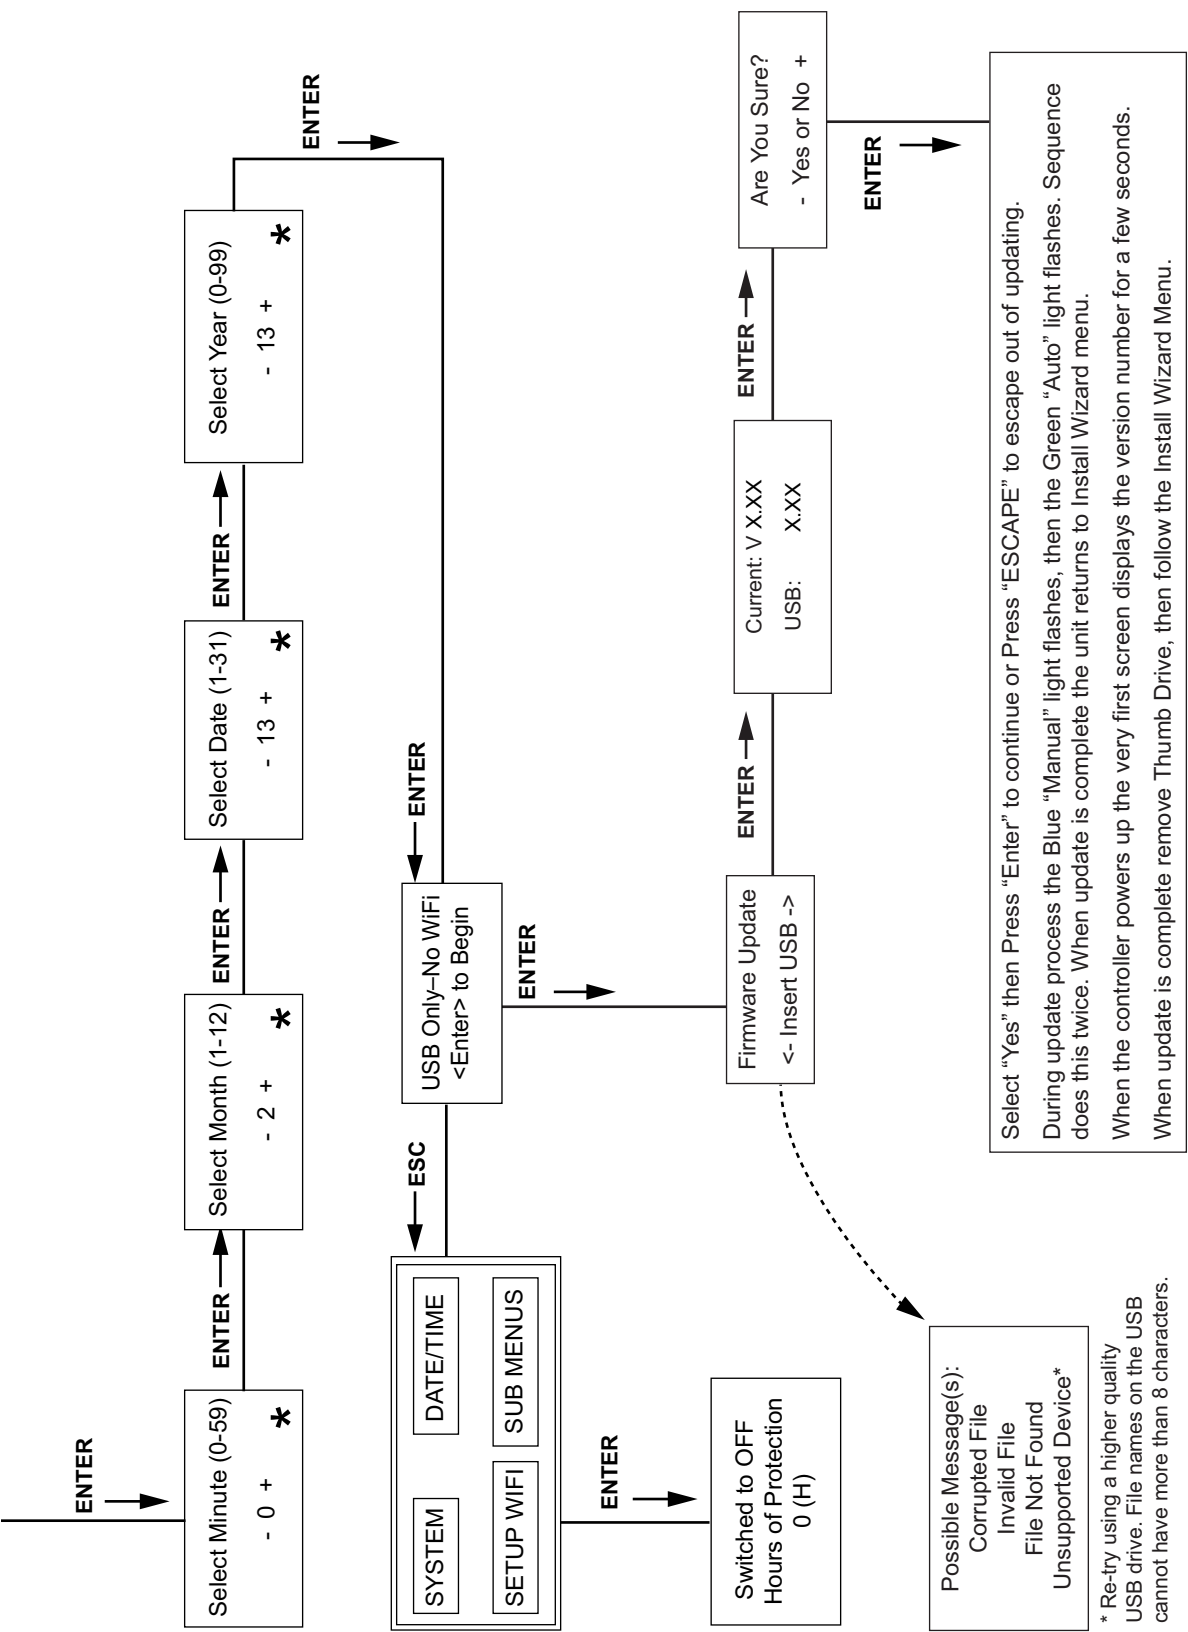 ENTER
Select Minute (0-59)
- 0 +
*
ENTER
Select Month (1-12)
- 2 +
*
ENTER
Select Date (1-31)
- 13 +
*
ENTER
Select Year (0-99)
- 13 +
*
ENTER
ENTER
USB Only–No WiFi
<Enter> to Begin
ESC
SYSTEM
DATE/TIME
SETUP WIFI
SUB MENUS
ENTER
Switched to OFF
Hours of Protection
0 (H)
ENTER
Firmware Update
<- Insert USB ->
ENTER
Current: V X.XX
USB: X.XX
ENTER
Are You Sure?
- Yes or No +
ENTER
Possible Message(s):
Corrupted File
Invalid File
File Not Found
Unsupported Device*
* Re-try using a higher quality
USB drive. File names on the USB
cannot have more than 8 characters.
Select “Yes” then Press “Enter” to continue or Press “ESCAPE” to escape out of updating.
During update process the Blue “Manual” light flashes, then the Green “Auto” light flashes. Sequence
does this twice. When update is complete the unit returns to Install Wizard menu.
When the controller powers up the very first screen displays the version number for a few seconds.
When update is complete remove Thumb Drive, then follow the Install Wizard Menu.